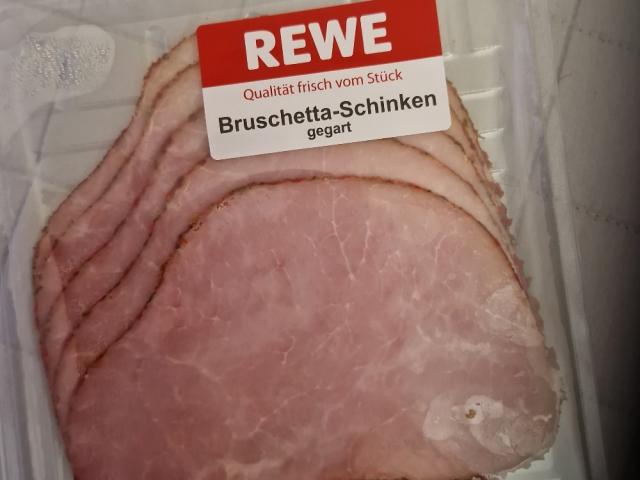 REWE
Qualität frisch vom Stück
Bruschetta-Schinken
gegart